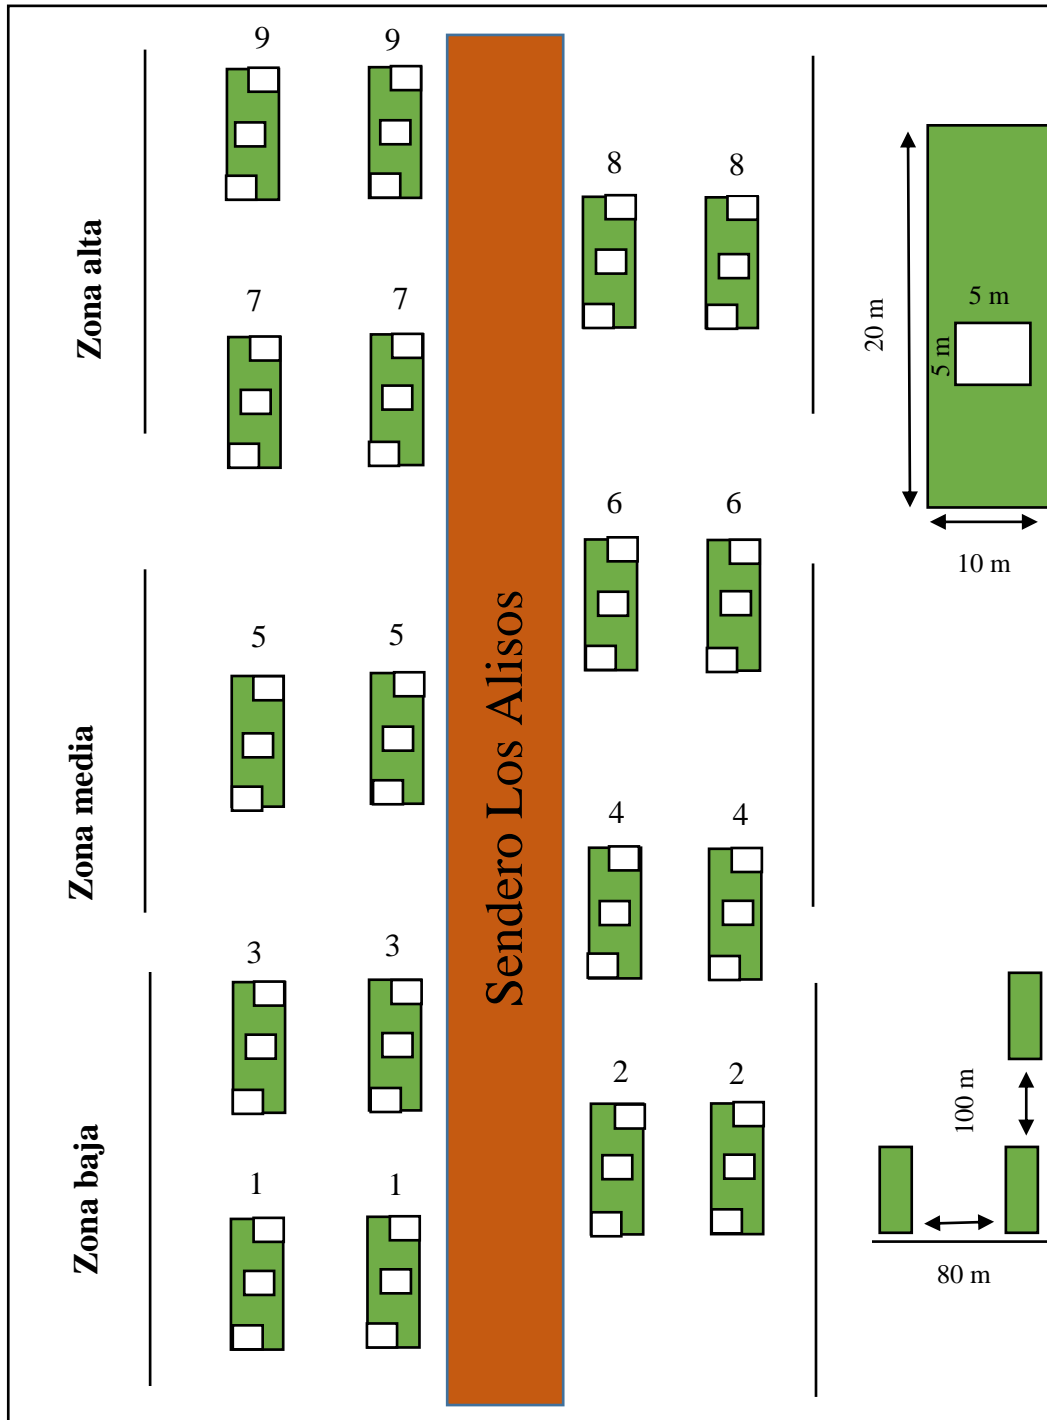 9 9
8 8
Zona alta
7 7
20 m
5 m
5 m
10 m
6 6
5 5
Zona media
Sendero Los Alisos
4 4
3 3
2 2
100 m
Zona baja
1 1
80 m